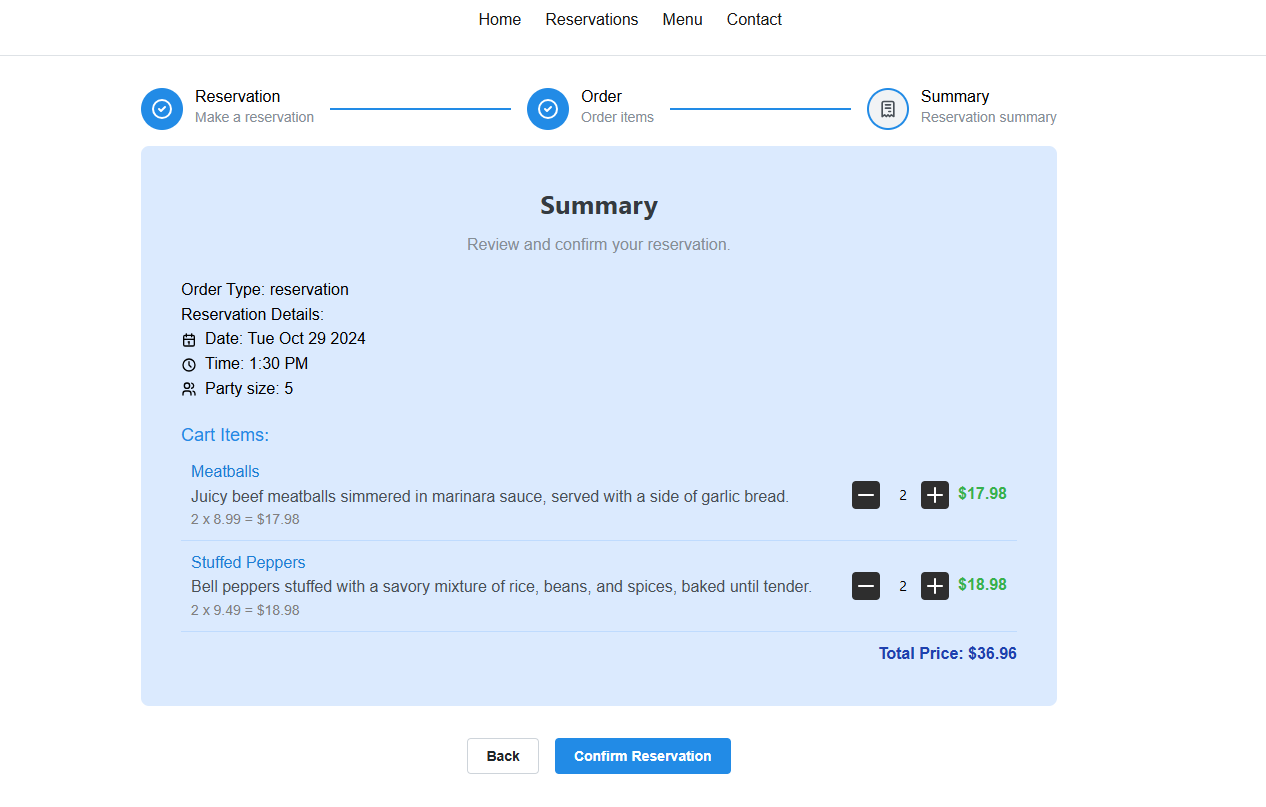 Home Reservations Menu Contact
Reservation
Make a reservation
Order
Order items
Summary
Reservation summary
Summary
Review and confirm your reservation.
Order Type: reservation
Reservation Details:
Date: Tue Oct 29 2024
Time: 1:30 PM
Party size: 5
Cart Items:
Meatballs
Juicy beef meatballs simmered in marinara sauce, served with a side of garlic bread.
2 x 8.99 = $17.98
2 $17.98
Stuffed Peppers
Bell peppers stuffed with a savory mixture of rice, beans, and spices, baked until tender.
2 x 9.49 = $18.98
2 $18.98
Total Price: $36.96
Back Confirm Reservation